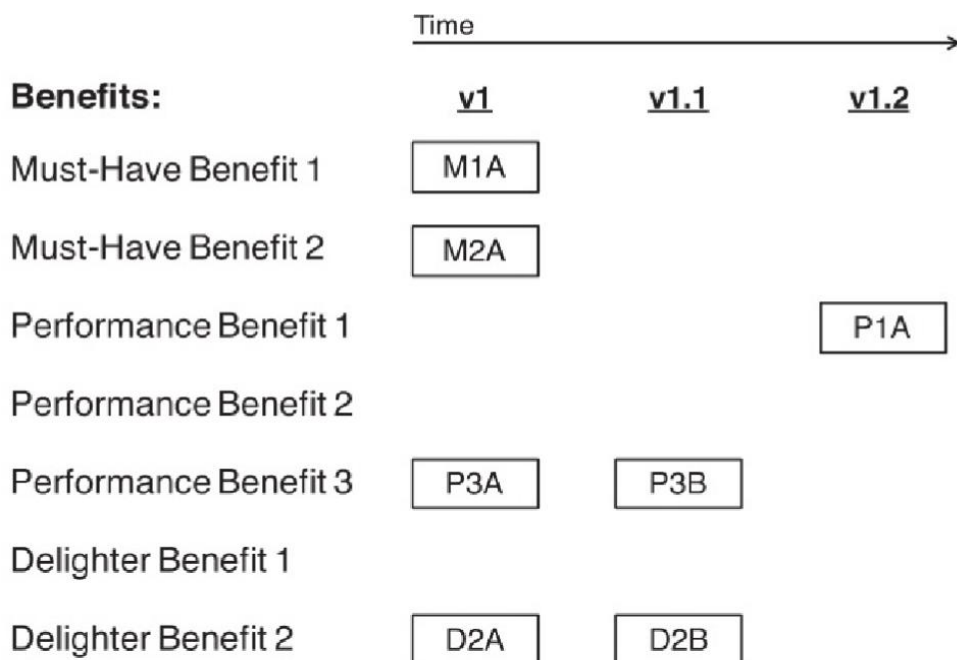 Time
Benefits: v1 v1.1 v1.2
Must-Have Benefit 1 M1A
Must-Have Benefit 2 M2A
Performance Benefit 1 P1A
Performance Benefit 2
Performance Benefit 3 P3A P3B
Delighter Benefit 1
Delighter Benefit 2 D2A D2B